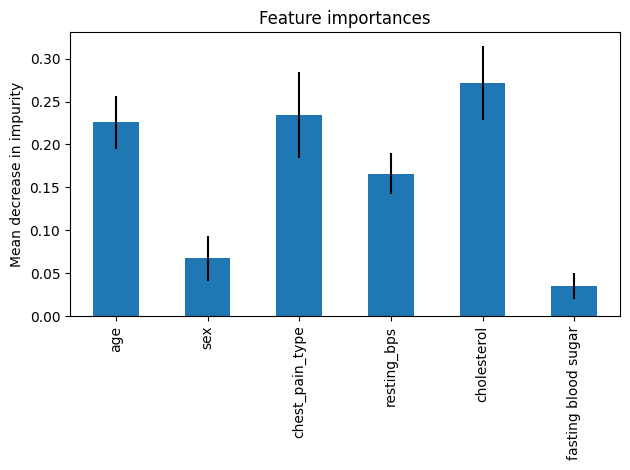 Feature importances
Mean decrease in impurity
0.30
0.25
0.20
0.15
0.10
0.05
0.00
age
sex
chest_pain_type
resting_bps
cholesterol
fasting blood sugar